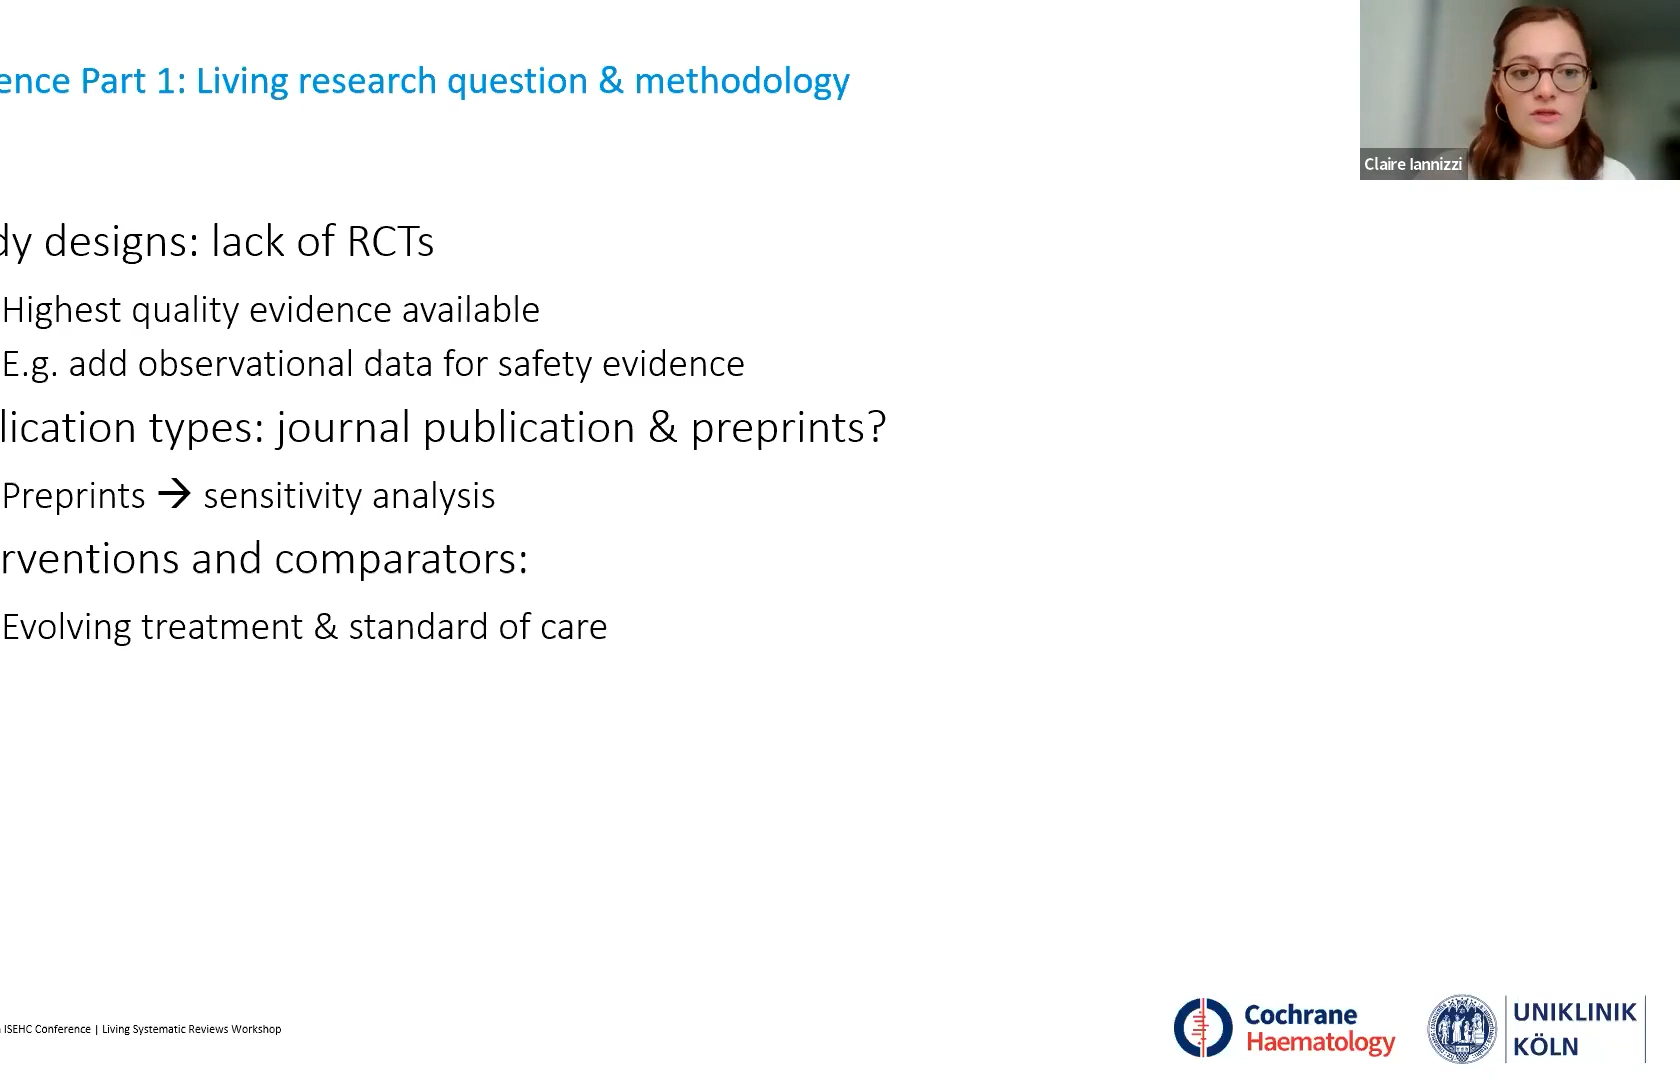 ence Part 1: Living research question & methodology
Claire Iannizzi
dy designs: lack of RCTs
Highest quality evidence available
E.g. add observational data for safety evidence
lication types: journal publication & preprints?
Preprints → sensitivity analysis
rventions and comparators:
Evolving treatment & standard of care
ISEHC Conference | Living Systematic Reviews Workshop
Cochrane
Haematology
UNIKLINIK
KÖLN